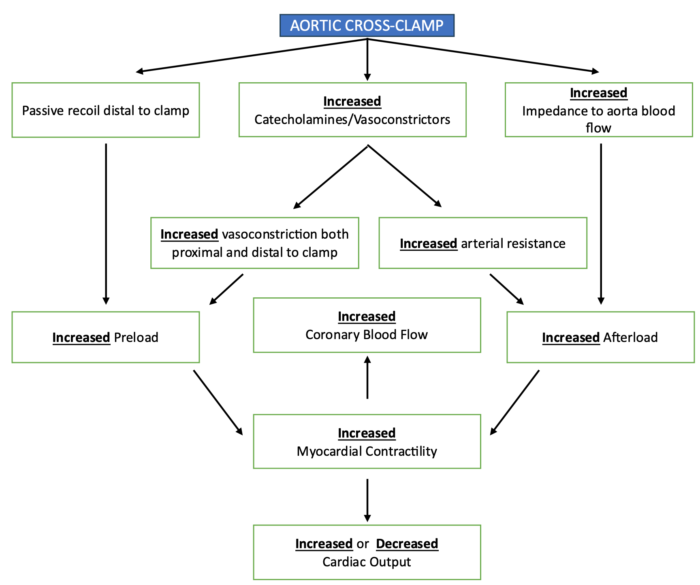 AORTIC CROSS-CLAMP
Passive recoil distal to clamp
Increased
Catecholamines/Vasoconstrictors
Increased
Impedance to aorta blood
flow
Increased vasoconstriction both
proximal and distal to clamp
Increased arterial resistance
Increased Preload
Increased
Coronary Blood Flow
Increased Afterload
Increased
Myocardial Contractility
Increased or Decreased
Cardiac Output